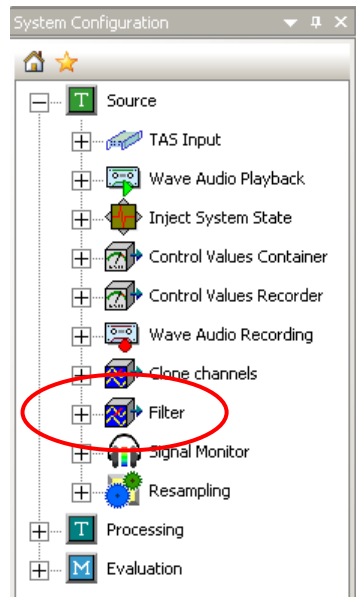 System Configuration
T Source
TAS Input
Wave Audio Playback
Inject System State
Control Values Container
Control Values Recorder
Wave Audio Recording
Clone channels
Filter
Signal Monitor
Resampling
T Processing
M Evaluation